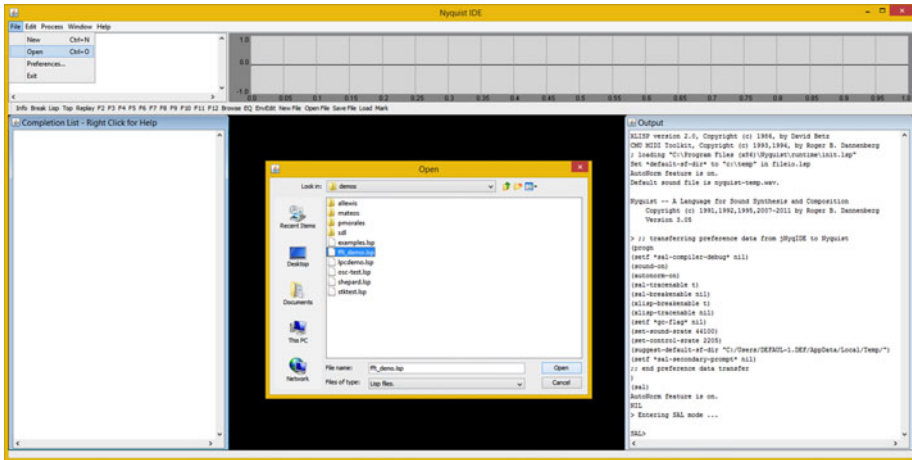 Nyquist IDE
File Edit Process Window Help
New Ctrl+N
Open Ctrl+O
Preferences...
Exit
1.0
0.0
-1.0
0.0 0.05 0.1 0.15 0.2 0.25 0.3 0.35 0.4 0.45 0.5 0.55 0.6 0.65 0.7 0.75 0.8 0.85 0.9 0.95 1.0
Info Break Lisp Top Replay F2 F3 F4 F5 F6 F7 F8 F9 F10 F11 F12 Browse EQ EnvEdit New File Open File Save File Load Mark
Completion List - Right Click for Help
Open
Look in: demos
Recent Items
Desktop
Documents
This PC
Network
allewis
mateos
pmorales
sdl
examples.lsp
fft_demo.lsp
lpcdemo.lsp
osc-test.lsp
shepard.lsp
stktest.lsp
File name: fft_demo.lsp
Open
Files of type: Lisp files.
Cancel
Output
XLISP version 2.0, Copyright (c) 1986, by David Betz
CMU MIDI Toolkit, Copyright (c) 1993,1994, by Roger B. Dannenberg
; loading "C:\Program Files (x86)\Nyquist\runtime\init.lsp"
Set *default-sf-dir* to "c:\temp" in fileio.lsp
AutoNorm feature is on.
Default sound file is nyquist-temp.wav.
Nyquist -- A Language for Sound Synthesis and Composition
Copyright (c) 1991,1992,1995,2007-2011 by Roger B. Dannenberg
Version 3.05
> ;; transferring preference data from jNyqIDE to Nyquist
(progn
(setf *sal-compiler-debug* nil)
(sound-on)
(autonorm-on)
(sal-tracenable t)
(sal-breakenable nil)
(xlisp-breakenable t)
(xlisp-tracenable nil)
(setf *gc-flag* nil)
(set-sound-srate 44100)
(set-control-srate 2205)
(suggest-default-sf-dir "C:/Users/DEFAUL~1.DEF/AppData/Local/Temp/")
(setf *sal-secondary-prompt* nil)
;; end preference data transfer
)
(sal)
AutoNorm feature is on.
NIL
> Entering SAL mode ...
SAL>